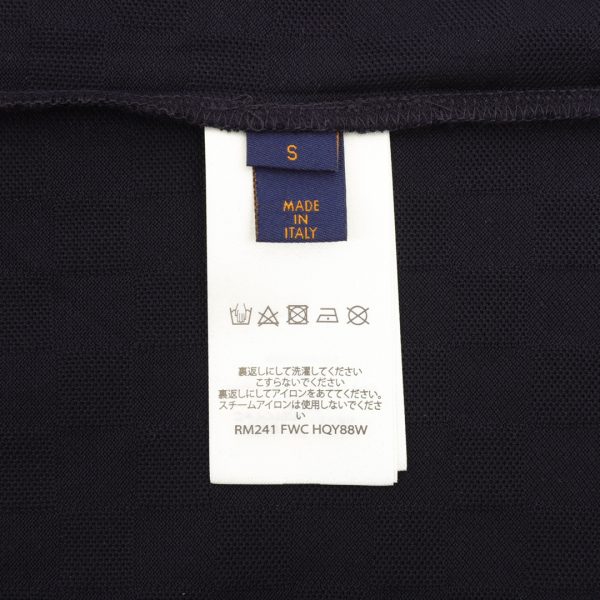 S
MADE
IN
ITALY
裏返しにして洗濯してください
こすらないでください
裏返しにしてアイロンをあててください。
スチームアイロンは使用しないでくださ
い
RM241 FWC HQY88W